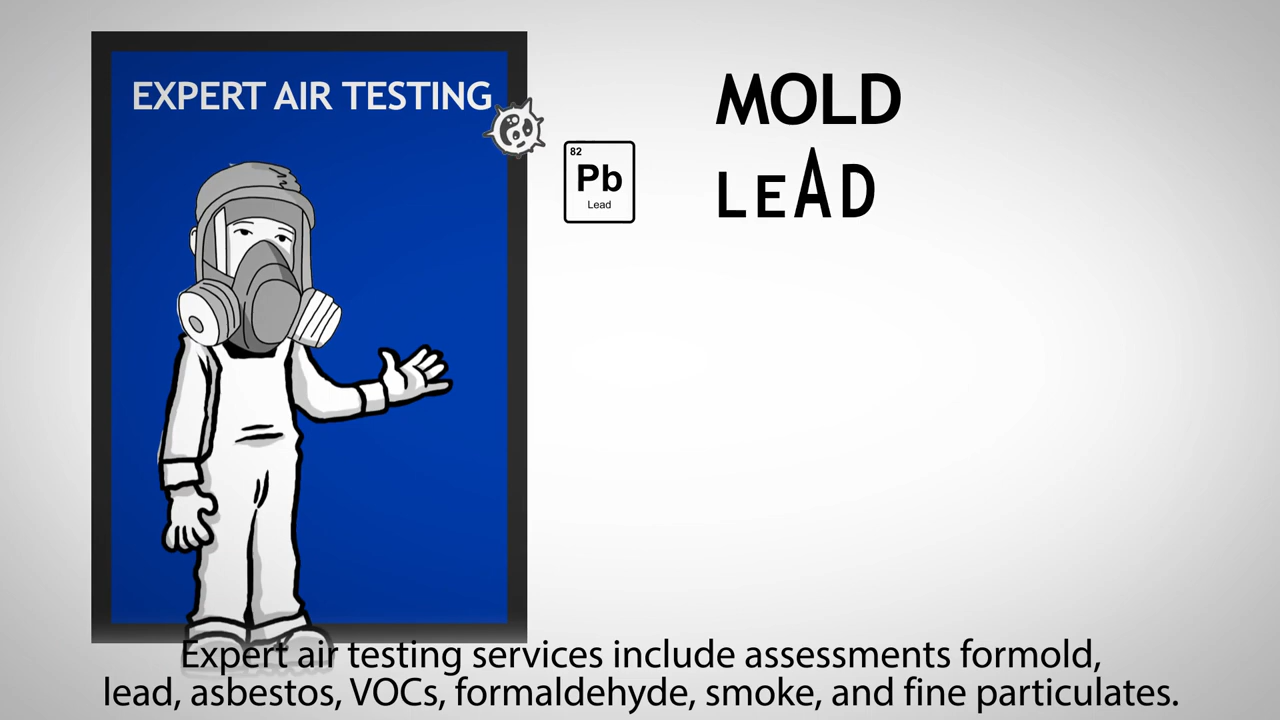 EXPERT AIR TESTING
MOLD
82
Pb
Lead
LEAD
Expert air testing services include assessments formold,
lead, asbestos, VOCs, formaldehyde, smoke, and fine particulates.